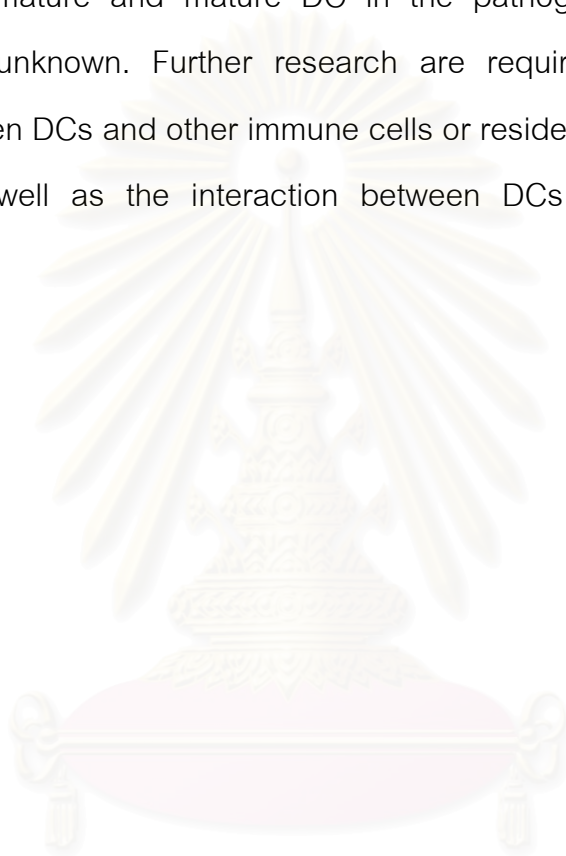 mature and mature DC in the pathog
unknown. Further research are requir
en DCs and other immune cells or reside
well as the interaction between DCs